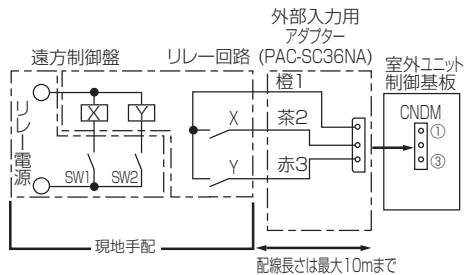 外部入力用
アダプター
(PAC-SC36NA)
遠方制御盤
リレー回路
室外ユニット
制御基板
リレー電源
X
Y
SW1
SW2
X
Y
橙1
茶2
赤3
CNDM
①
③
現地手配
配線長さは最大10mまで